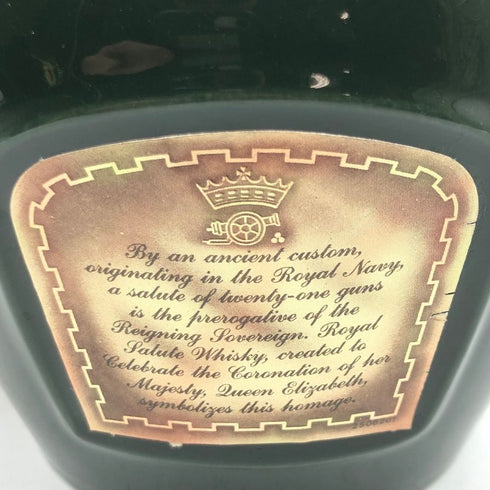 By an ancient custom,
originating in the Royal Navy,
a salute of twenty-one guns
is the prerogative of the
Reigning Sovereign. Royal
Salute Whisky, created to
Celebrate the Coronation of her
Majesty, Queen Elizabeth,
symbolizes this homage.